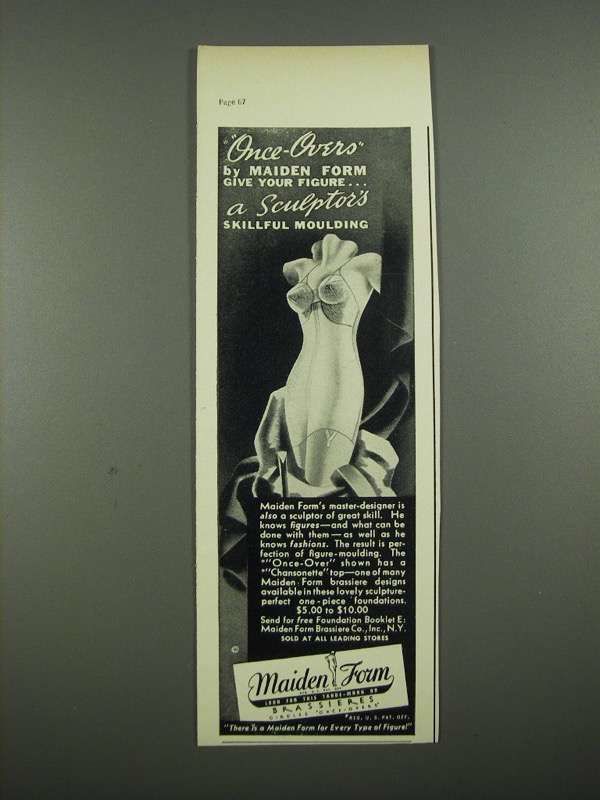 Page 67
*"Once-Overs"
by MAIDEN FORM
GIVE YOUR FIGURE...
a Sculptor's
SKILLFUL MOULDING
Maiden Form's master-designer is
also a sculptor of great skill. He
knows figures—and what can be
done with them—as well as he
knows fashions. The result is per-
fection of figure-moulding. The
*"Once-Over" shown has a
*"Chansonette" top—one of many
Maiden Form brassiere designs
available in these lovely sculpture-
perfect one-piece foundations.
$5.00 to $10.00
Send for free Foundation Booklet E:
Maiden Form Brassiere Co., Inc., N.Y.
SOLD AT ALL LEADING STORES
Maiden Form
LOOK FOR THIS TRADE-MARK ON
BRASSIERES
GIRDLES "ONCE-OVERS"
*REG. U. S. PAT. OFF.
"There Is a Maiden Form for Every Type of Figure!"